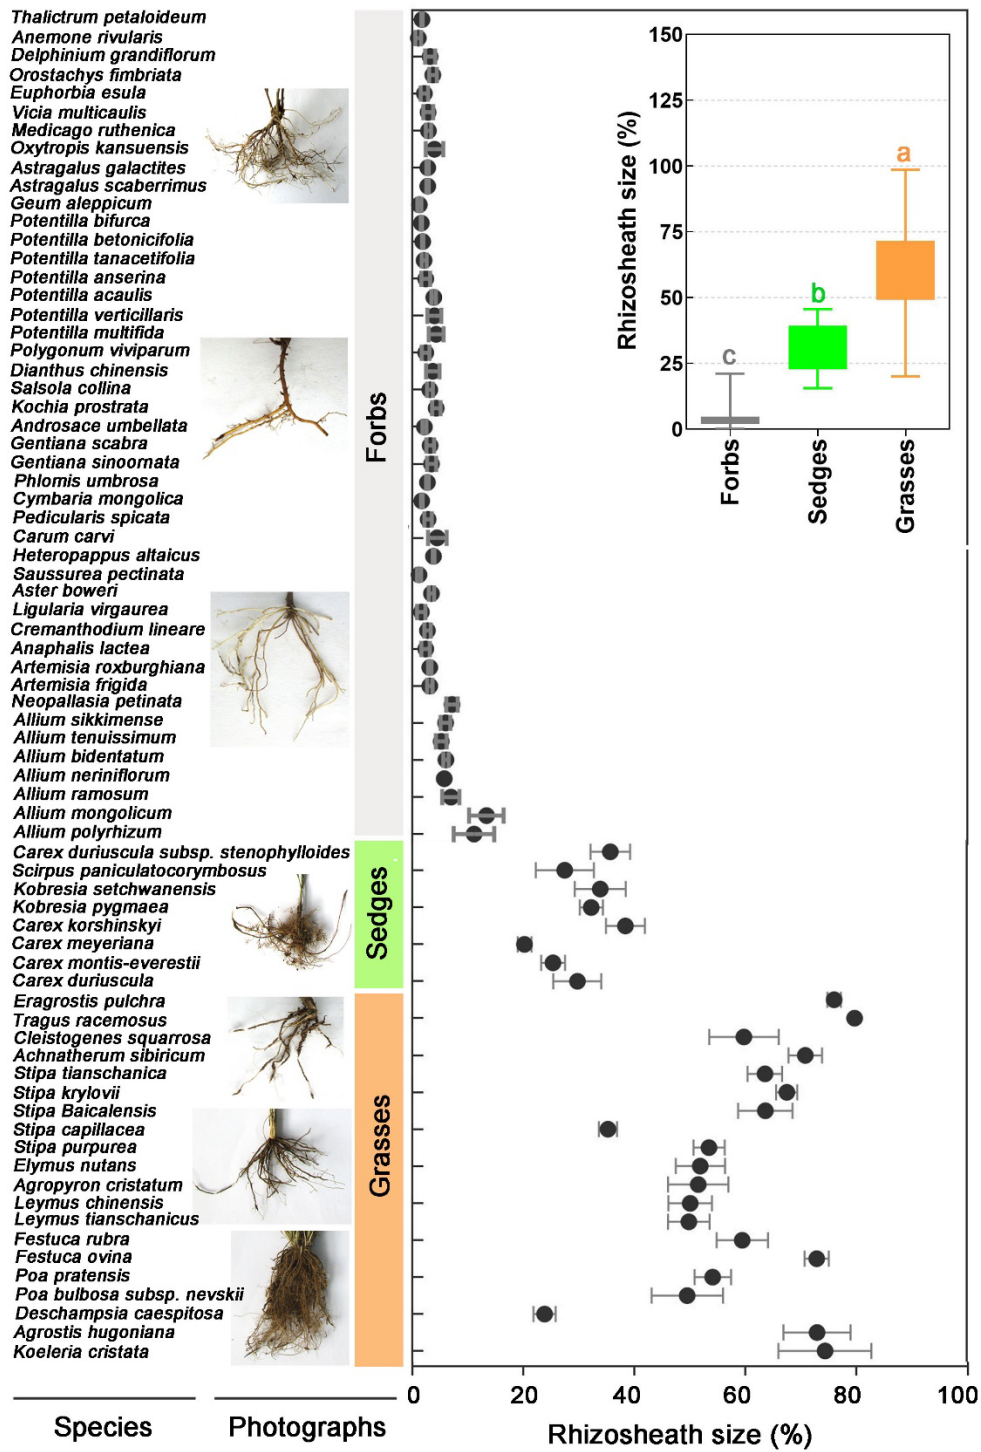 Thalictrum petaloideum
Anemone rivularis
Delphinium grandiflorum
Orostachys fimbriata
Euphorbia esula
Vicia multicaulis
Medicago ruthenica
Oxytropis kansuensis
Astragalus galactites
Astragalus scaberrimus
Geum aleppicum
Potentilla bifurca
Potentilla betonicifolia
Potentilla tanacetifolia
Potentilla anserina
Potentilla acaulis
Potentilla verticillaris
Potentilla multifida
Polygonum viviparum
Dianthus chinensis
Salsola collina
Kochia prostrata
Androsace umbellata
Gentiana scabra
Gentiana sinoornata
Phlomis umbrosa
Cymbaria mongolica
Pedicularis spicata
Carum carvi
Heteropappus altaicus
Saussurea pectinata
Aster boweri
Ligularia virgaurea
Cremanthodium lineare
Anaphalis lactea
Artemisia roxburghiana
Artemisia frigida
Neopallasia petinata
Allium sikkimense
Allium tenuissimum
Allium bidentatum
Allium neriniflorum
Allium ramosum
Allium mongolicum
Allium polyrhizum
Carex duriuscula subsp. stenophylloides
Scirpus paniculatocorymbosus
Kobresia setchwanensis
Kobresia pygmaea
Carex korshinskyi
Carex meyeriana
Carex montis-everestii
Carex duriuscula
Eragrostis pulchra
Tragus racemosus
Cleistogenes squarrosa
Achnatherum sibiricum
Stipa tianschanica
Stipa krylovii
Stipa Baicalensis
Stipa capillacea
Stipa purpurea
Elymus nutans
Agropyron cristatum
Leymus chinensis
Leymus tianschanicus
Festuca rubra
Festuca ovina
Poa pratensis
Poa bulbosa subsp. nevskii
Deschampsia caespitosa
Agrostis hugoniana
Koeleria cristata
Species
Photographs
Forbs
Sedges
Grasses
0 20 40 60 80 100
Rhizosheath size (%)
Rhizosheath size (%)
150
125
100
75
50
25
0
c
b
a
Forbs
Sedges
Grasses